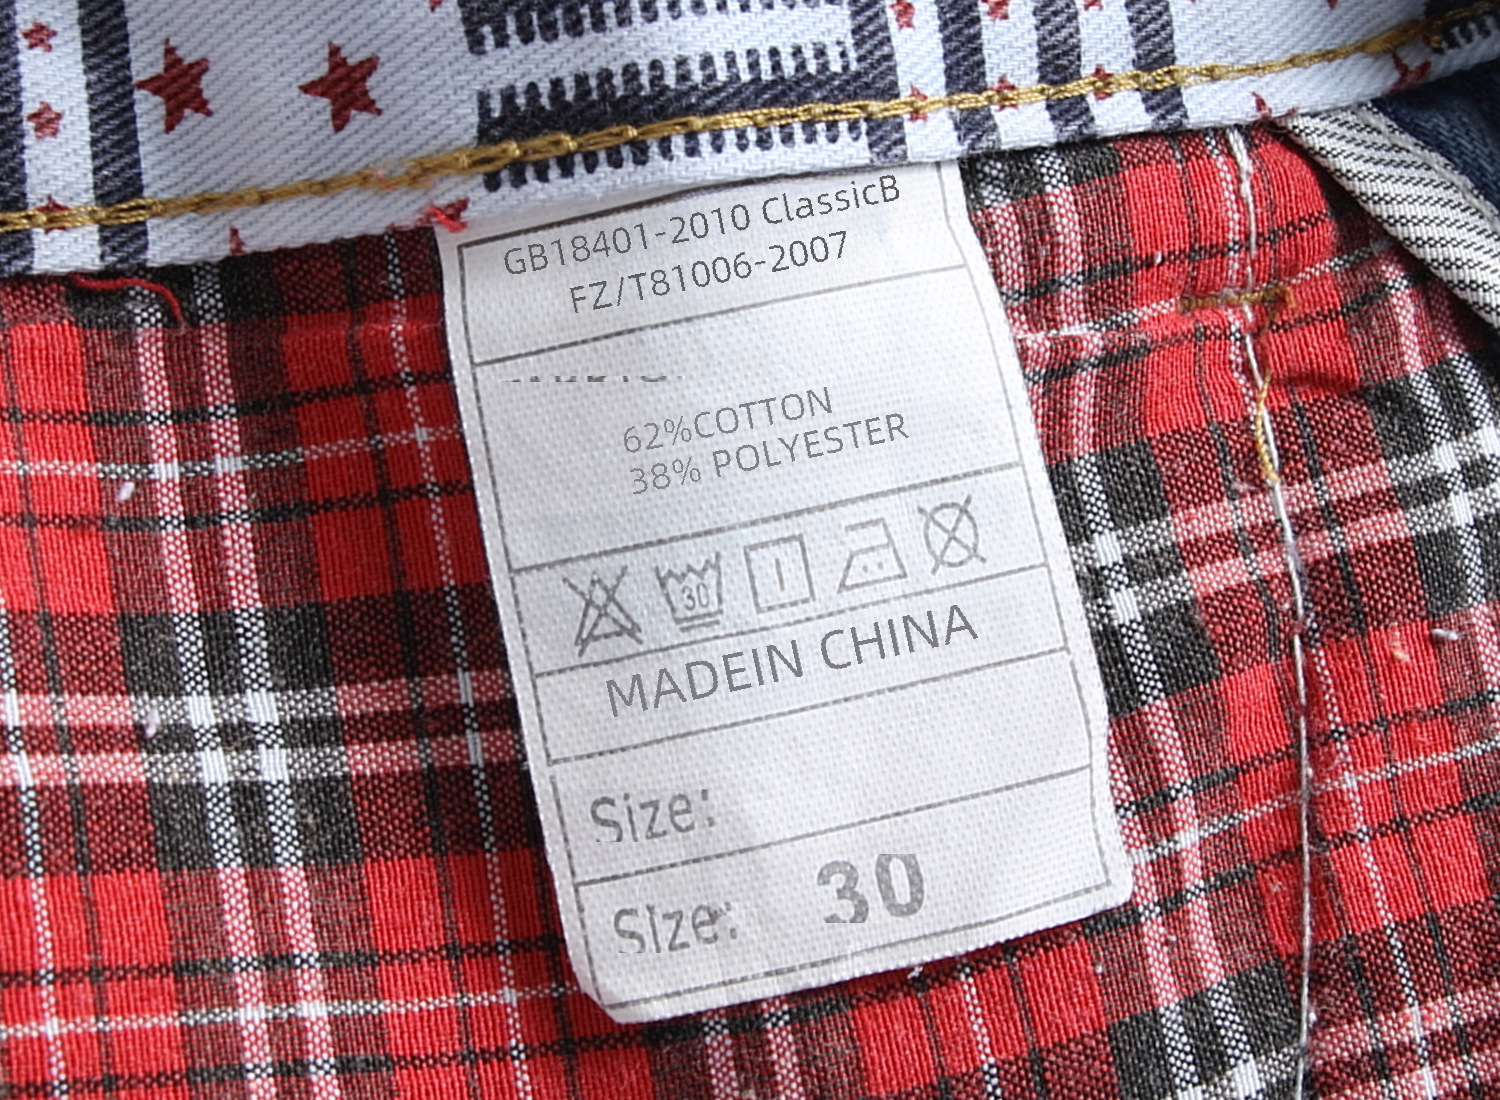 GB18401-2010 ClassicB
FZ/T81006-2007
62%COTTON
38% POLYESTER
30
MADEIN CHINA
Size:
Size: 30